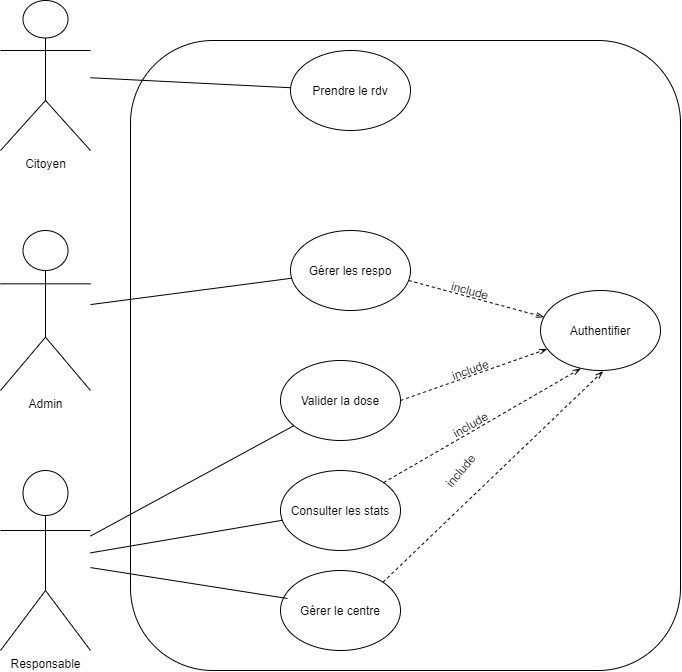 Prendre le rdv
Citoyen
Gérer les respo
include
Authentifier
Admin
include
Valider la dose
include
include
Consulter les stats
Gérer le centre
Responsable